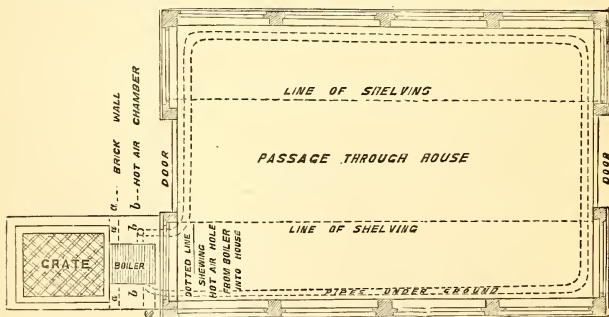 LINE OF SHELVING
PASSAGE THROUGH HOUSE
LINE OF SHELVING
PIPES UNDER GROUND
DOOR
DOOR
a--- BRICK WALL
b--- HOT AIR CHAMBER
a
b
GRATE
BOILER
a
b
DOTTED LINE
SHEWING
HOT AIR HOLE
FROM BOILER
INTO HOUSE